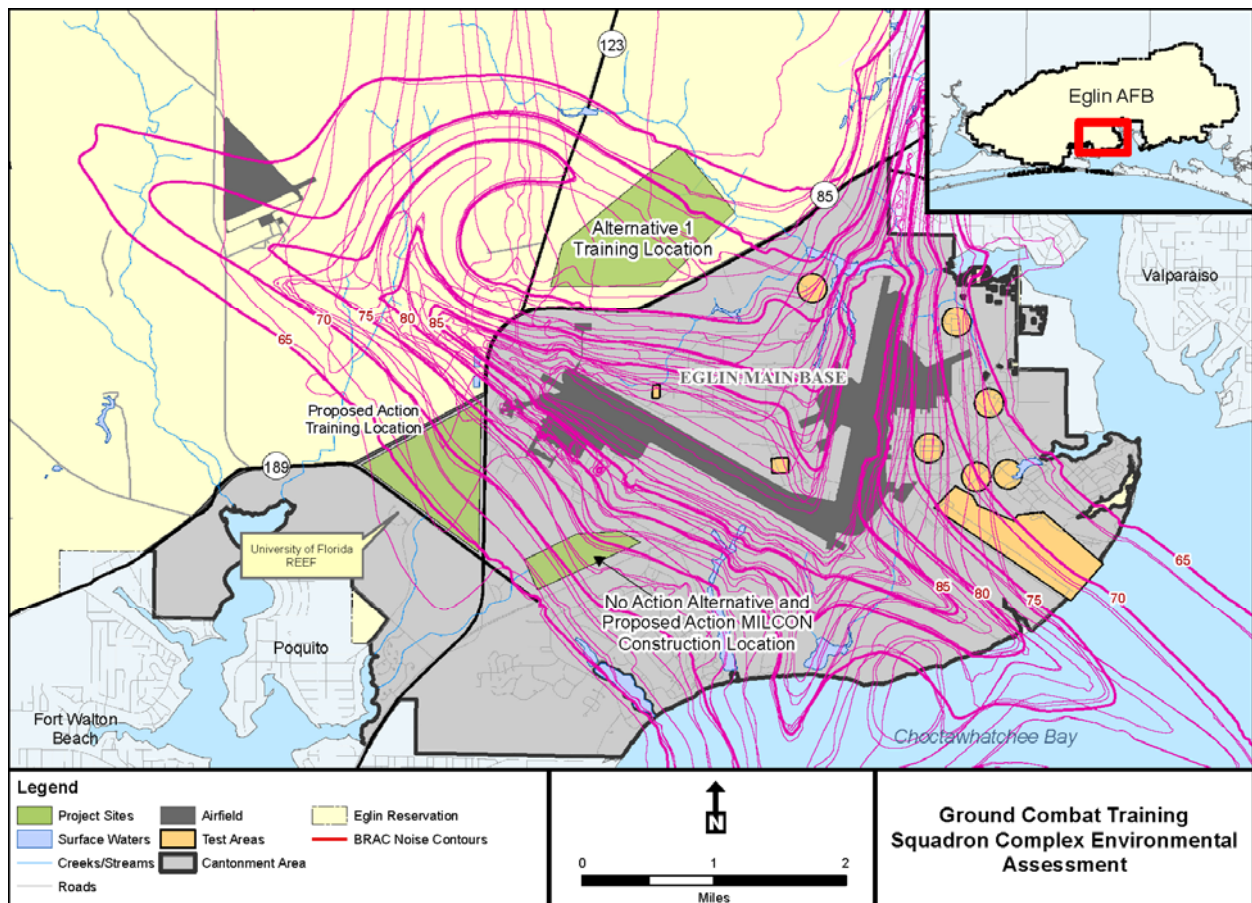 123
Eglin AFB
85
Alternative 1
Training Location
Valparaiso
65
70
75
80
85
EGLIN MAIN BASE
Proposed Action
Training Location
189
University of Florida
REEF
No Action Alternative and
Proposed Action MILCON
Construction Location
85
80
75
70
65
Poquito
Fort Walton
Beach
Choctawhatchee Bay
Legend
Project Sites
Surface Waters
Creeks/Streams
Roads
Airfield
Test Areas
Cantonment Area
Eglin Reservation
BRAC Noise Contours
N
0 1 2
Miles
Ground Combat Training
Squadron Complex Environmental
Assessment